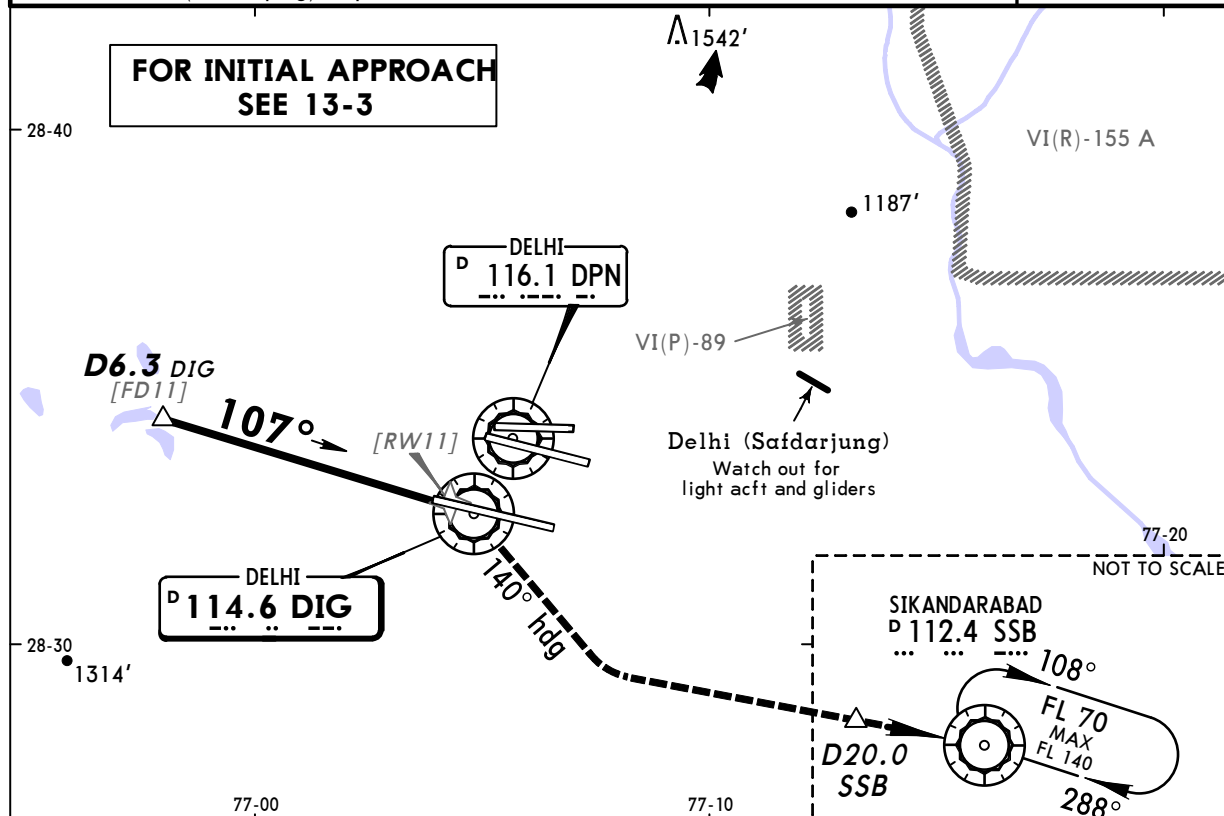 1542'
FOR INITIAL APPROACH
SEE 13-3
28-40
VI(R)-155 A
1187'
DELHI
D 116.1 DPN
VI(P)-89
D6.3 DIG
[FD11]
107°
[RW11]
Delhi (Safdarjung)
Watch out for
light acft and gliders
77-20
NOT TO SCALE
DELHI
D 114.6 DIG
140° hdg
SIKANDARABAD
D 112.4 SSB
28-30
1314'
108°
FL 70
MAX
FL 140
D20.0
SSB
288°
77-00
77-10